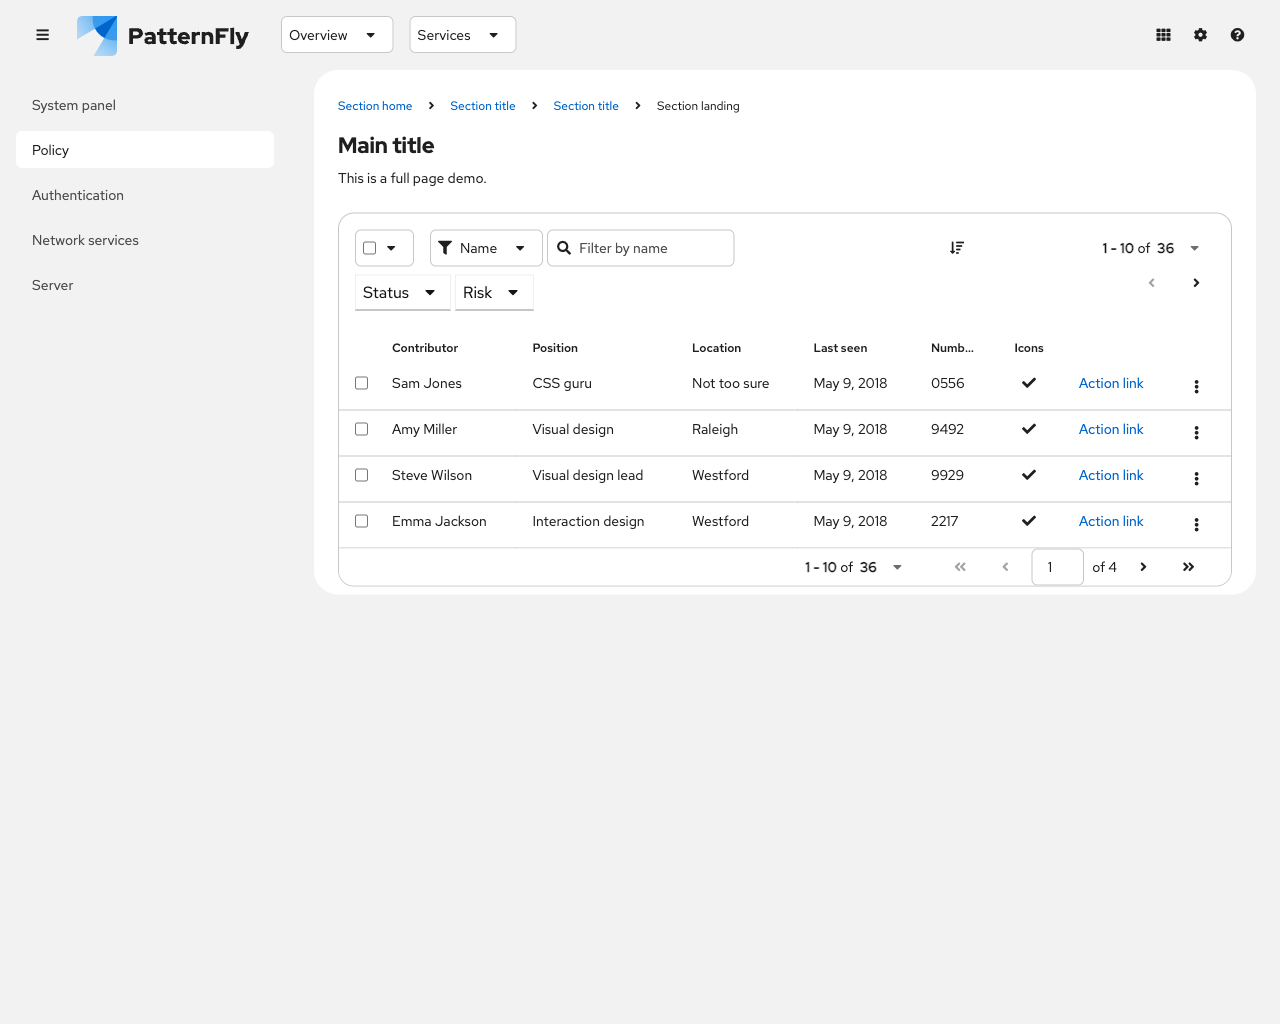 PatternFly Overview Services
System panel
Policy
Authentication
Network services
Server
Section home Section title Section title Section landing
Main title
This is a full page demo.
Name Filter by name 1 - 10 of 36
Status Risk
Contributor Position Location Last seen Numb... Icons
Sam Jones CSS guru Not too sure May 9, 2018 0556 Action link
Amy Miller Visual design Raleigh May 9, 2018 9492 Action link
Steve Wilson Visual design lead Westford May 9, 2018 9929 Action link
Emma Jackson Interaction design Westford May 9, 2018 2217 Action link
1 - 10 of 36 1 of 4